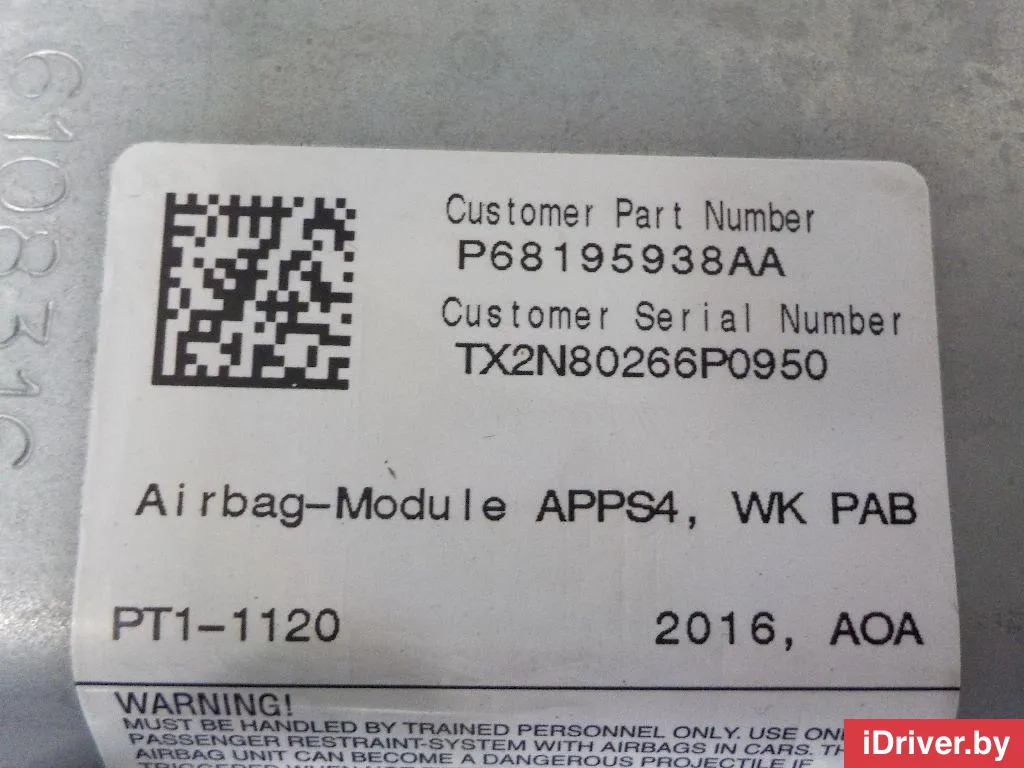 6108331C
Customer Part Number
P68195938AA
Customer Serial Number
TX2N80266P0950
Airbag-Module APPS4, WK PAB
PT1-1120
2016, AOA
WARNING!
MUST BE HANDLED BY TRAINED PERSONNEL ONLY. USE
PASSENGER RESTRAINT-SYSTEM WITH AIRBAGS IN CARS.
AIRBAG UNIT CAN BECOME A DANGEROUS PROJECTILE IF
iDriver.by